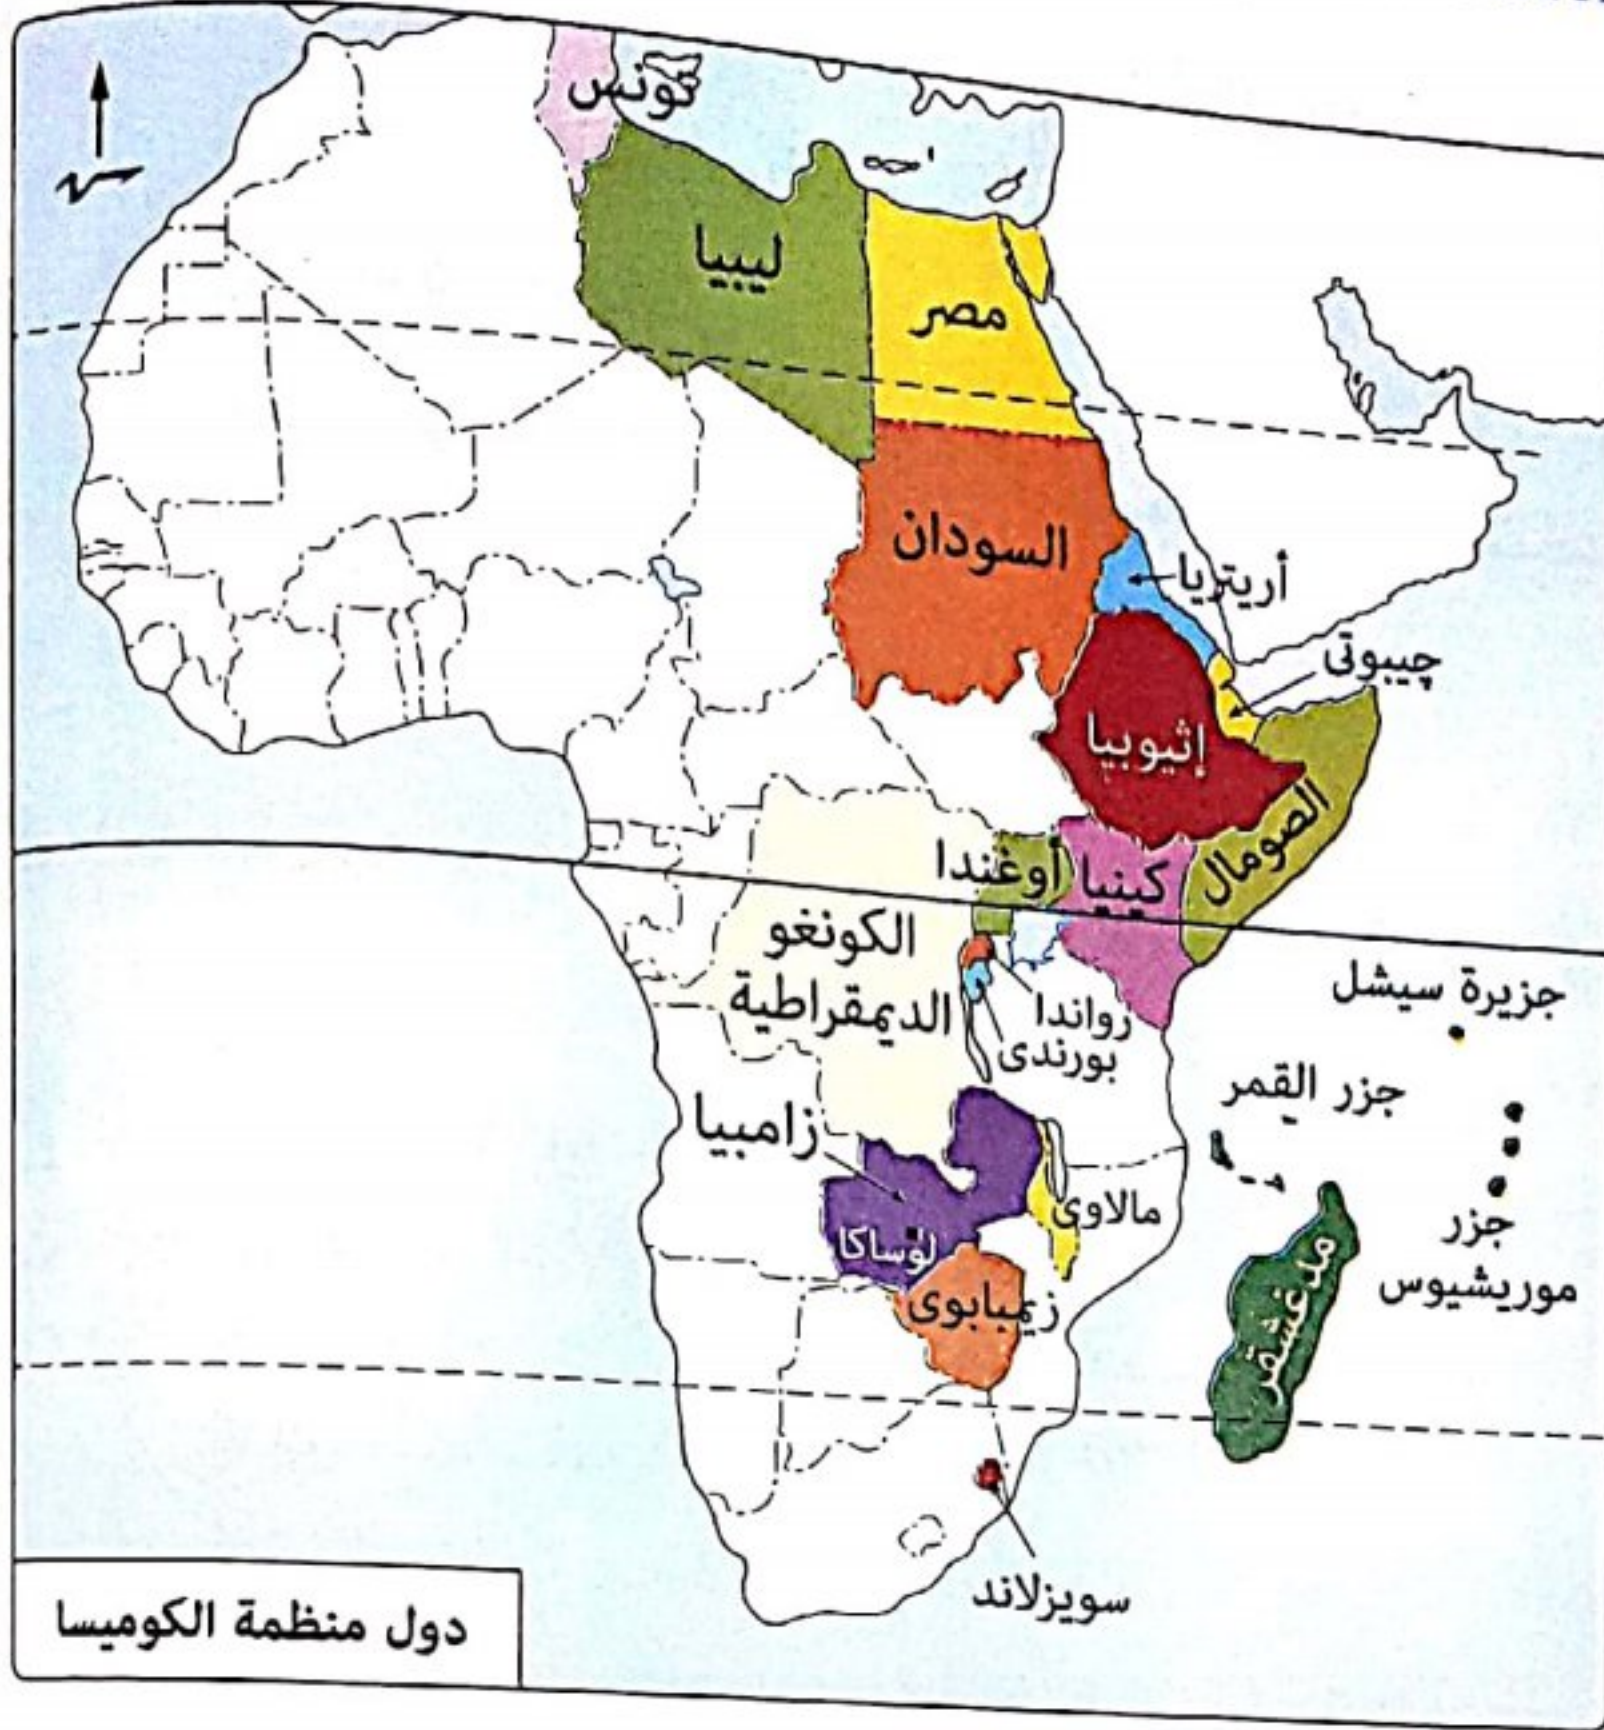 تونس
ليبيا
مصر
السودان
أريتريا
چيبوتى
إثيوبيا
الصومال
أوغندا
كينيا
الكونغو
الديمقراطية
رواندا
بورندى
جزيرة سيشل
جزر القمر
زامبيا
مالاوى
لوساكا
جزر
موريشيوس
مدغشقر
زيمبابوى
سويزلاند
دول منظمة الكوميسا